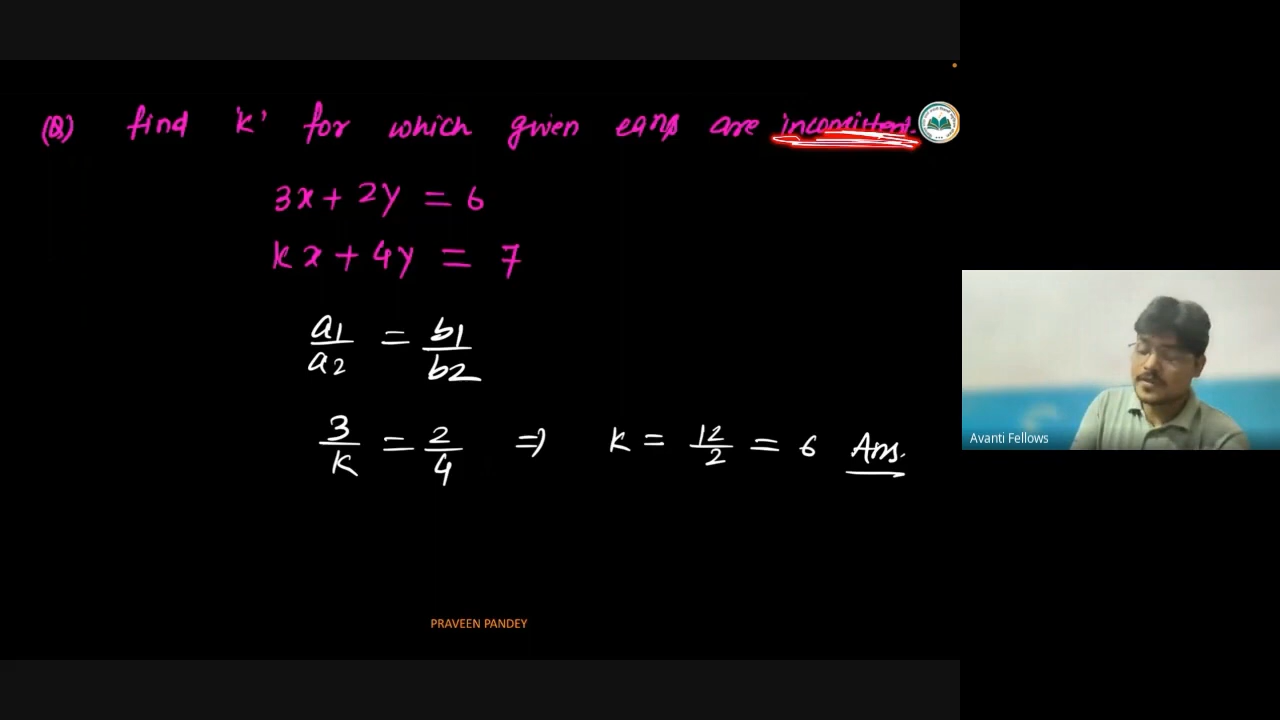 (Q) find 'K' for which given eqns are inconsistent.
3x + 2y = 6
kx + 4y = 7
a1/a2 = b1/b2
3/K = 2/4 ⇒ K = 12/2 = 6 Ans.
Avanti Fellows
PRAVEEN PANDEY